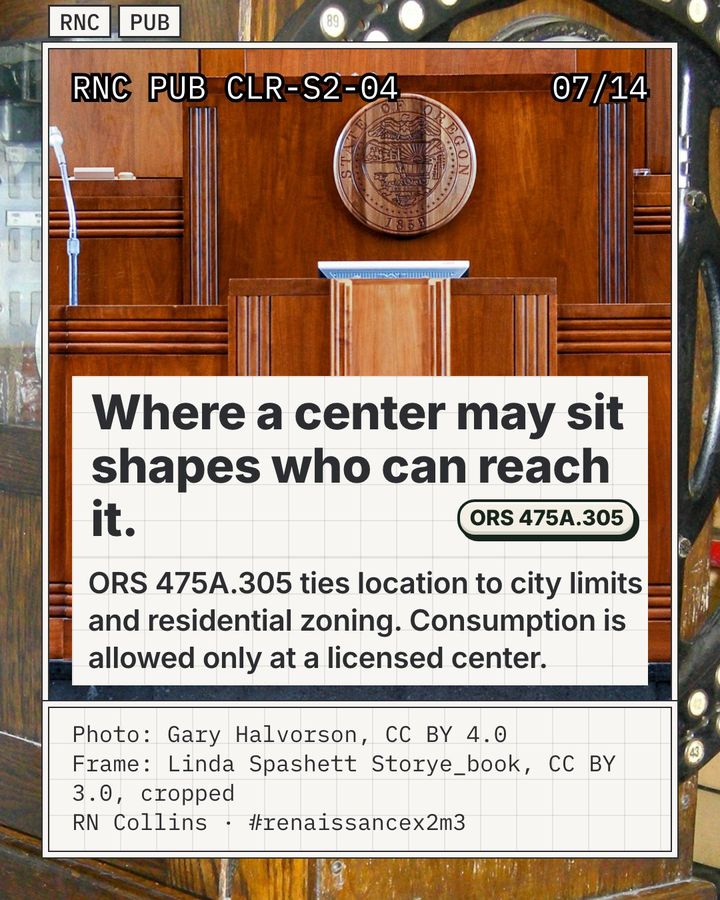 RNC PUB
RNC PUB CLR-S2-04 07/14
89
STATE OF OREGON
1859
Where a center may sit
shapes who can reach
it.
ORS 475A.305
ORS 475A.305 ties location to city limits
and residential zoning. Consumption is
allowed only at a licensed center.
Photo: Gary Halvorson, CC BY 4.0
Frame: Linda Spashett Storye_book, CC BY
3.0, cropped
RN Collins · #renaissancex2m3
43